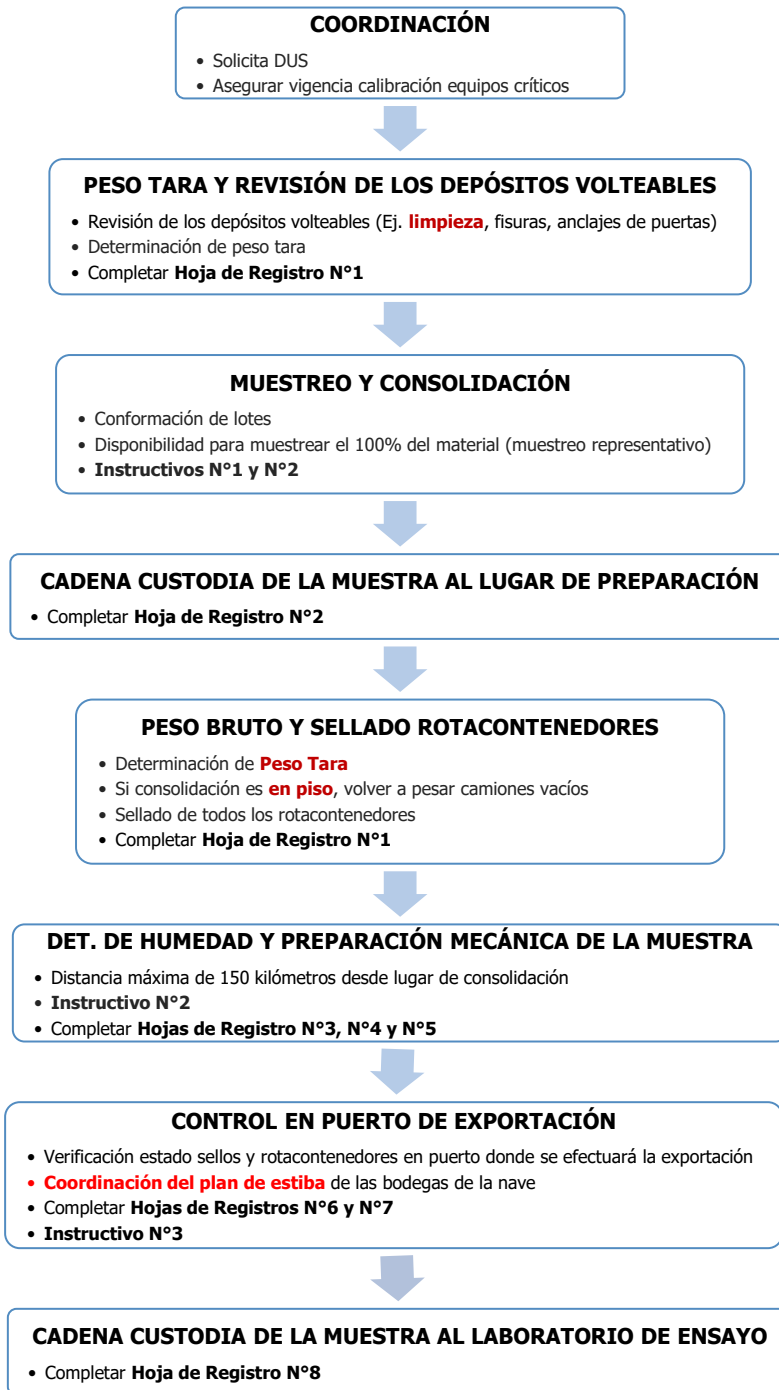 COORDINACIÓN
• Solicita DUS
• Asegurar vigencia calibración equipos críticos
PESO TARA Y REVISIÓN DE LOS DEPÓSITOS VOLTEABLES
• Revisión de los depósitos volteables (Ej. limpieza, fisuras, anclajes de puertas)
• Determinación de peso tara
• Completar Hoja de Registro N°1
MUESTREO Y CONSOLIDACIÓN
• Conformación de lotes
• Disponibilidad para muestrear el 100% del material (muestreo representativo)
• Instructivos N°1 y N°2
CADENA CUSTODIA DE LA MUESTRA AL LUGAR DE PREPARACIÓN
• Completar Hoja de Registro N°2
PESO BRUTO Y SELLADO ROTACONTENEDORES
• Determinación de Peso Tara
• Si consolidación es en piso, volver a pesar camiones vacíos
• Sellado de todos los rotacontenedores
• Completar Hoja de Registro N°1
DET. DE HUMEDAD Y PREPARACIÓN MECÁNICA DE LA MUESTRA
• Distancia máxima de 150 kilómetros desde lugar de consolidación
• Instructivo N°2
• Completar Hojas de Registro N°3, N°4 y N°5
CONTROL EN PUERTO DE EXPORTACIÓN
• Verificación estado sellos y rotacontenedores en puerto donde se efectuará la exportación
• Coordinación del plan de estiba de las bodegas de la nave
• Completar Hojas de Registros N°6 y N°7
• Instructivo N°3
CADENA CUSTODIA DE LA MUESTRA AL LABORATORIO DE ENSAYO
• Completar Hoja de Registro N°8